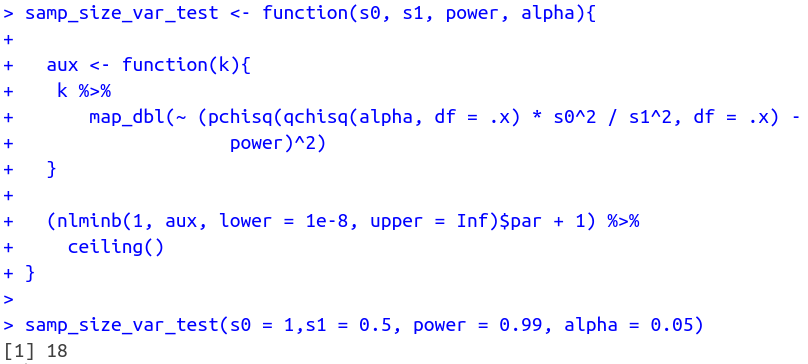 > samp_size_var_test <- function(s0, s1, power, alpha){
+
+   aux <- function(k){
+    k %>%
+       map_dbl(~ (pchisq(qchisq(alpha, df = .x) * s0^2 / s1^2, df = .x) -
+                    power)^2)
+   }
+
+   (nlminb(1, aux, lower = 1e-8, upper = Inf)$par + 1) %>%
+     ceiling()
+ }
>
> samp_size_var_test(s0 = 1,s1 = 0.5, power = 0.99, alpha = 0.05)
[1] 18